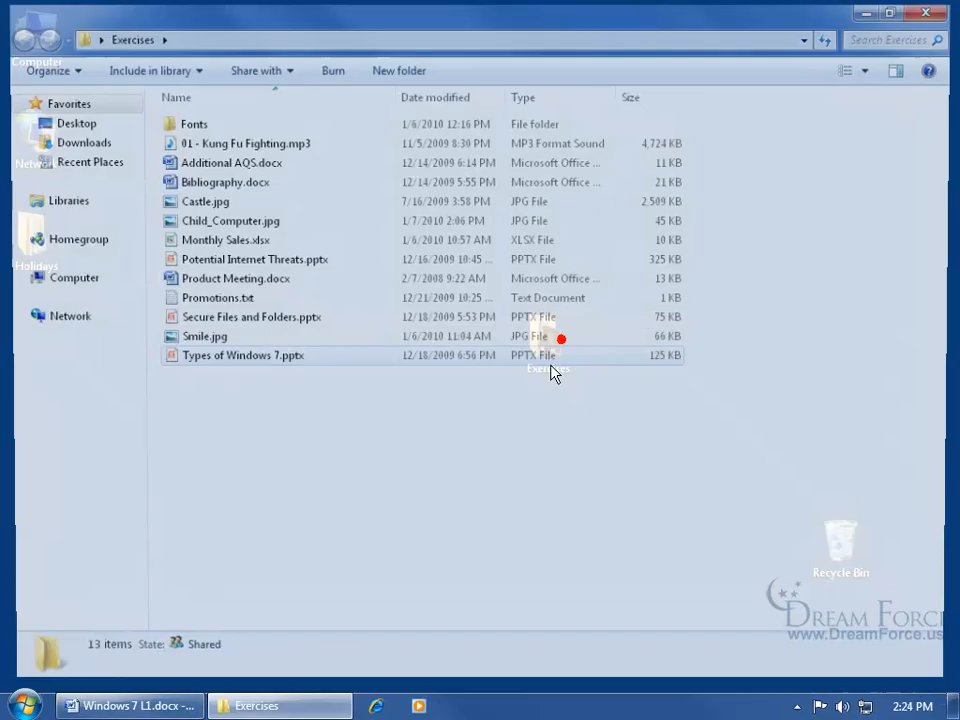 Exercises
Search Exercises
Computer
Organize Include in library Share with Burn New folder
Name Date modified Type Size
Favorites
Desktop
Downloads
Recent Places
Network
Libraries
Homegroup
Holidays
Computer
Network
Fonts 1/6/2010 12:16 PM File folder
01 - Kung Fu Fighting.mp3 11/5/2009 8:30 PM MP3 Format Sound 4,724 KB
Additional AQS.docx 12/14/2009 6:14 PM Microsoft Office ... 11 KB
Bibliography.docx 12/14/2009 5:55 PM Microsoft Office ... 21 KB
Castle.jpg 7/16/2009 3:58 PM JPG File 2,509 KB
Child_Computer.jpg 1/7/2010 2:06 PM JPG File 45 KB
Monthly Sales.xlsx 1/6/2010 10:57 AM XLSX File 10 KB
Potential Internet Threats.pptx 12/16/2009 10:45 ... PPTX File 325 KB
Product Meeting.docx 2/7/2008 9:22 AM Microsoft Office ... 13 KB
Promotions.txt 12/21/2009 10:25 ... Text Document 1 KB
Secure Files and Folders.pptx 12/18/2009 5:53 PM PPTX File 75 KB
Smile.jpg 1/6/2010 11:04 AM JPG File 66 KB
Types of Windows 7.pptx 12/18/2009 6:56 PM PPTX File 125 KB
Exercises
Recycle Bin
DREAM FORCE
www.DreamForce.us
13 items State: Shared
Windows 7 L1.docx -...
Exercises
2:24 PM